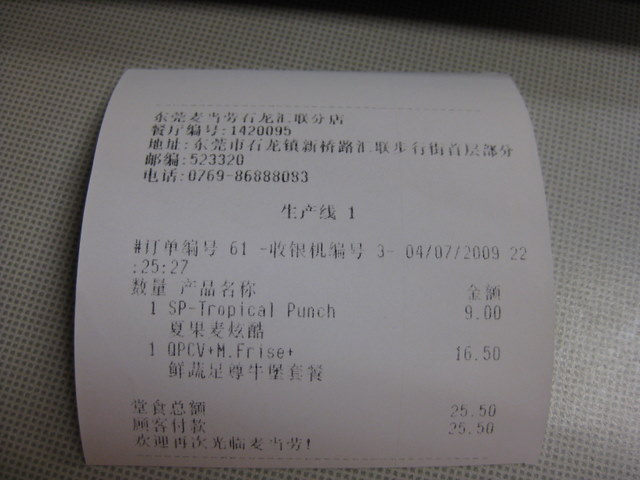 东莞麦当劳石龙汇联分店
餐厅编号:1420095
地址:东莞市石龙镇新桥路汇联步行街首层部分
邮编:523320
电话:0769-86888083
生产线 1
#订单编号 61 -收银机编号 3- 04/07/2009 22
:25:27
数量 产品名称 金额
1 SP-Tropical Punch 9.00
夏果麦炫酷
1 QPCV+M.Frise+ 16.50
鲜蔬足尊牛堡套餐
堂食总额 25.50
顾客付款 25.50
欢迎再次光临麦当劳!